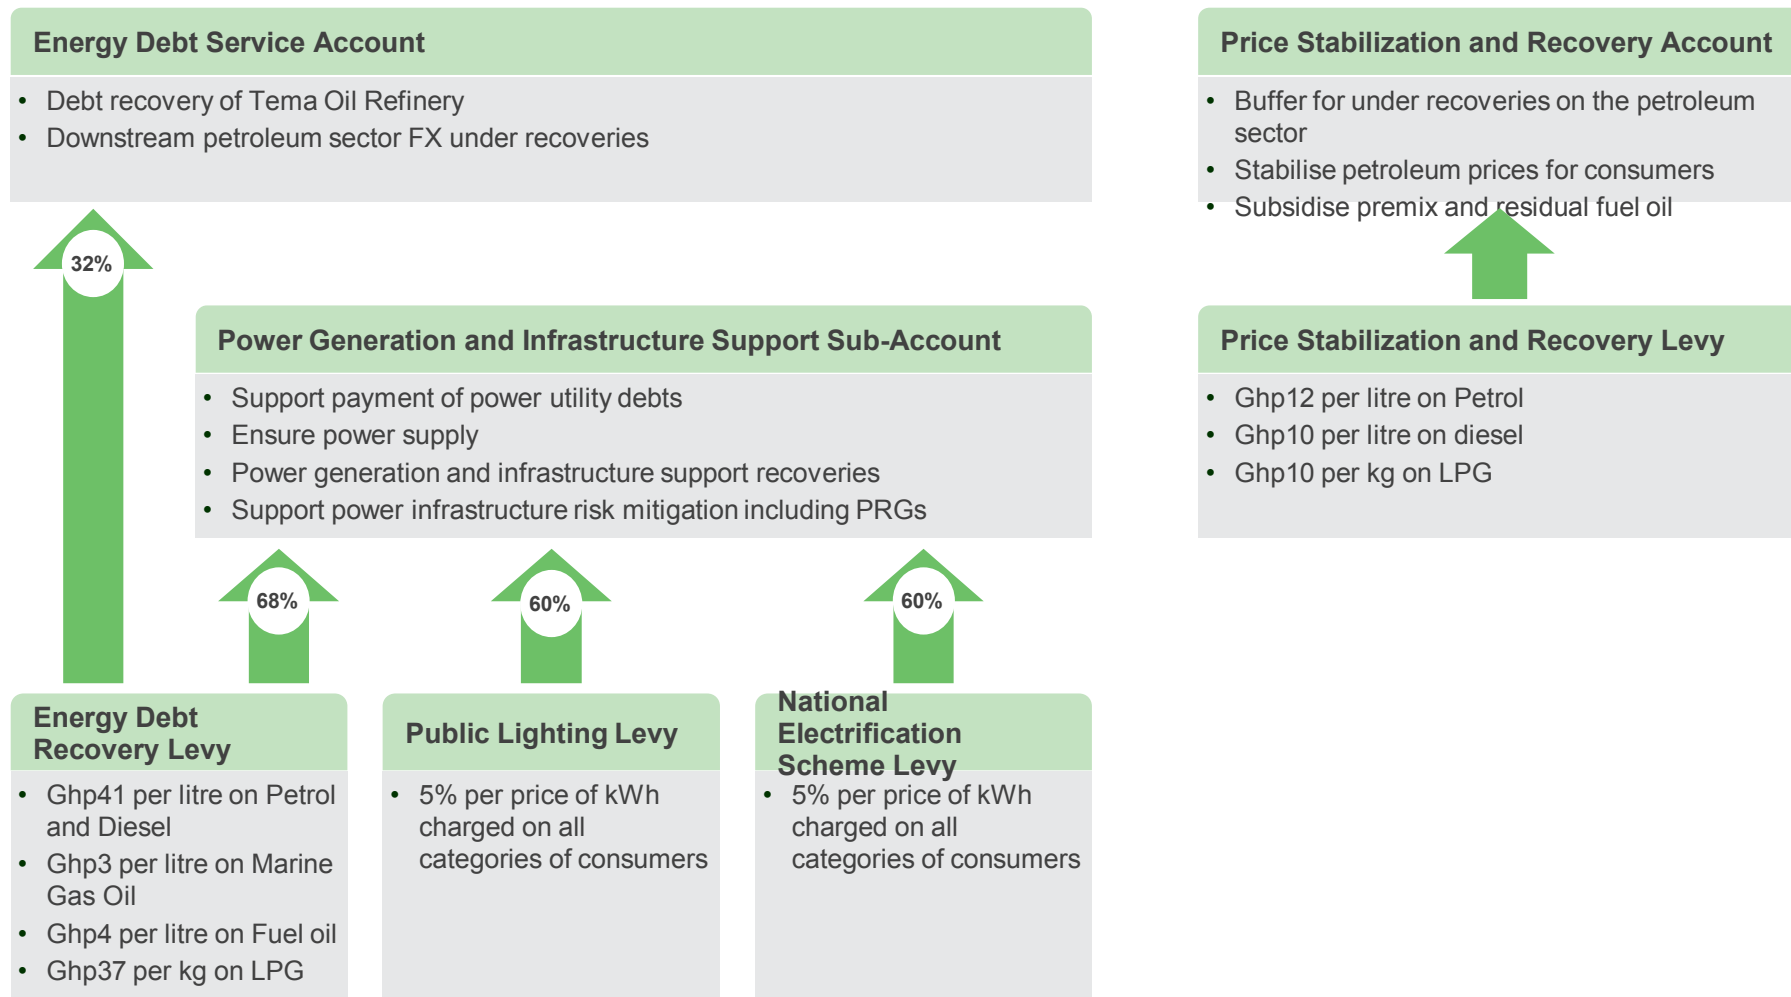 Energy Debt Service Account
• Debt recovery of Tema Oil Refinery
• Downstream petroleum sector FX under recoveries
Price Stabilization and Recovery Account
• Buffer for under recoveries on the petroleum
sector
• Stabilise petroleum prices for consumers
• Subsidise premix and residual fuel oil
32%
Power Generation and Infrastructure Support Sub-Account
• Support payment of power utility debts
• Ensure power supply
• Power generation and infrastructure support recoveries
• Support power infrastructure risk mitigation including PRGs
Price Stabilization and Recovery Levy
• Ghp12 per litre on Petrol
• Ghp10 per litre on diesel
• Ghp10 per kg on LPG
68%
60%
60%
Energy Debt
Recovery Levy
• Ghp41 per litre on Petrol
and Diesel
• Ghp3 per litre on Marine
Gas Oil
• Ghp4 per litre on Fuel oil
• Ghp37 per kg on LPG
Public Lighting Levy
• 5% per price of kWh
charged on all
categories of consumers
National
Electrification
Scheme Levy
• 5% per price of kWh
charged on all
categories of consumers